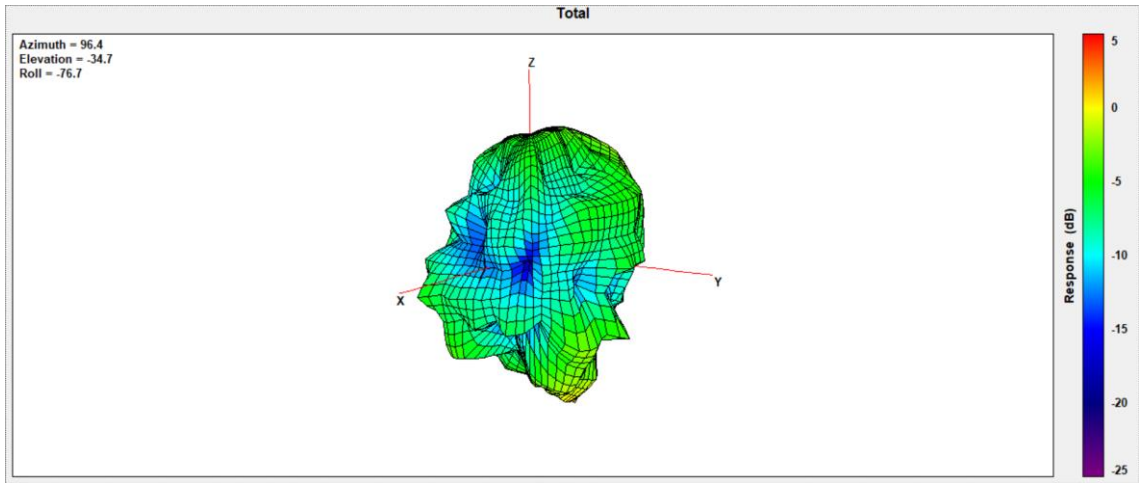 Total
Azimuth = 96.4
Elevation = -34.7
Roll = -76.7
Z
Y
X
5
0
-5
-10
-15
-20
-25
Response (dB)